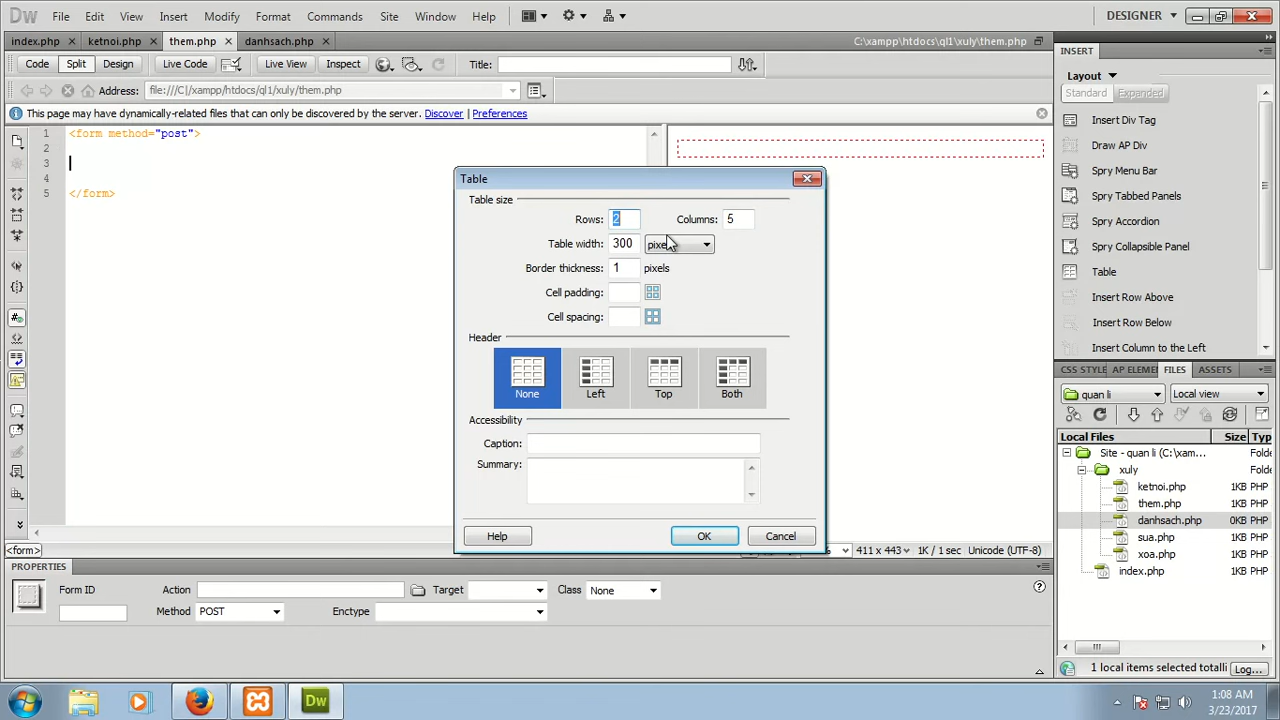 Dw File Edit View Insert Modify Format Commands Site Window Help DESIGNER
index.php ketnoi.php them.php danhsach.php C:\xampp\htdocs\ql1\xuly\them.php
Code Split Design Live Code Live View Inspect Title:
Address: file:///C|/xampp/htdocs/ql1/xuly/them.php
This page may have dynamically-related files that can only be discovered by the server. Discover Preferences
1 <form method="post">
2
3
4
5 </form>
Table
Table size
Rows: 2 Columns: 5
Table width: 300
Border thickness: 1 pixels
Cell padding:
Cell spacing:
Header
None Left Top Both
Accessibility
Caption:
Summary:
Help OK Cancel
<form> 411 x 443 1K / 1 sec Unicode (UTF-8)
INSERT
Layout
Standard Expanded
Insert Div Tag
Draw AP Div
Spry Menu Bar
Spry Tabbed Panels
Spry Accordion
Spry Collapsible Panel
Table
Insert Row Above
Insert Row Below
Insert Column to the Left
CSS STYLE AP ELEME FILES ASSETS
quan li Local view
Local Files Size Typ
Site - quan li (C:\xam... Folde
xuly Folde
ketnoi.php 1KB PHP
them.php 1KB PHP
danhsach.php 0KB PHP
sua.php 1KB PHP
xoa.php 1KB PHP
index.php 1KB PHP
1 local items selected totalli Log...
PROPERTIES
Form ID Action Target Class None
Method POST Enctype
Dw
1:08 AM
3/23/2017